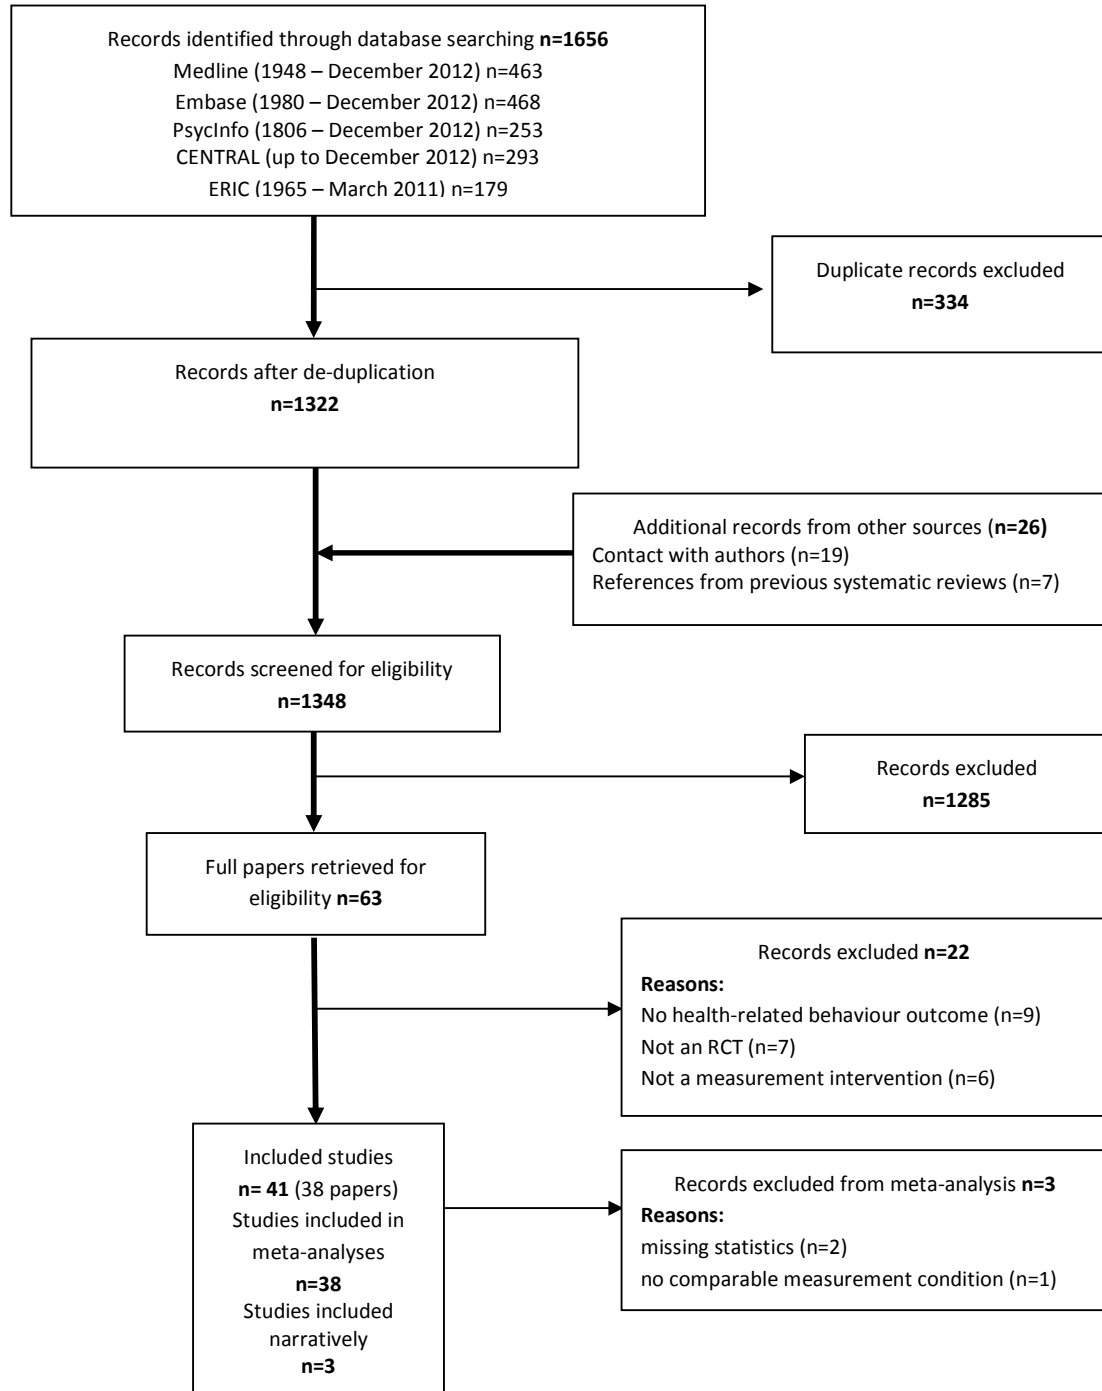 Records identified through database searching n=1656
Medline (1948 – December 2012) n=463
Embase (1980 – December 2012) n=468
PsycInfo (1806 – December 2012) n=253
CENTRAL (up to December 2012) n=293
ERIC (1965 – March 2011) n=179
Duplicate records excluded
n=334
Records after de-duplication
n=1322
Additional records from other sources (n=26)
Contact with authors (n=19)
References from previous systematic reviews (n=7)
Records screened for eligibility
n=1348
Records excluded
n=1285
Full papers retrieved for
eligibility n=63
Records excluded n=22
Reasons:
No health-related behaviour outcome (n=9)
Not an RCT (n=7)
Not a measurement intervention (n=6)
Included studies
n= 41 (38 papers)
Studies included in
meta-analyses
n=38
Studies included
narratively
n=3
Records excluded from meta-analysis n=3
Reasons:
missing statistics (n=2)
no comparable measurement condition (n=1)